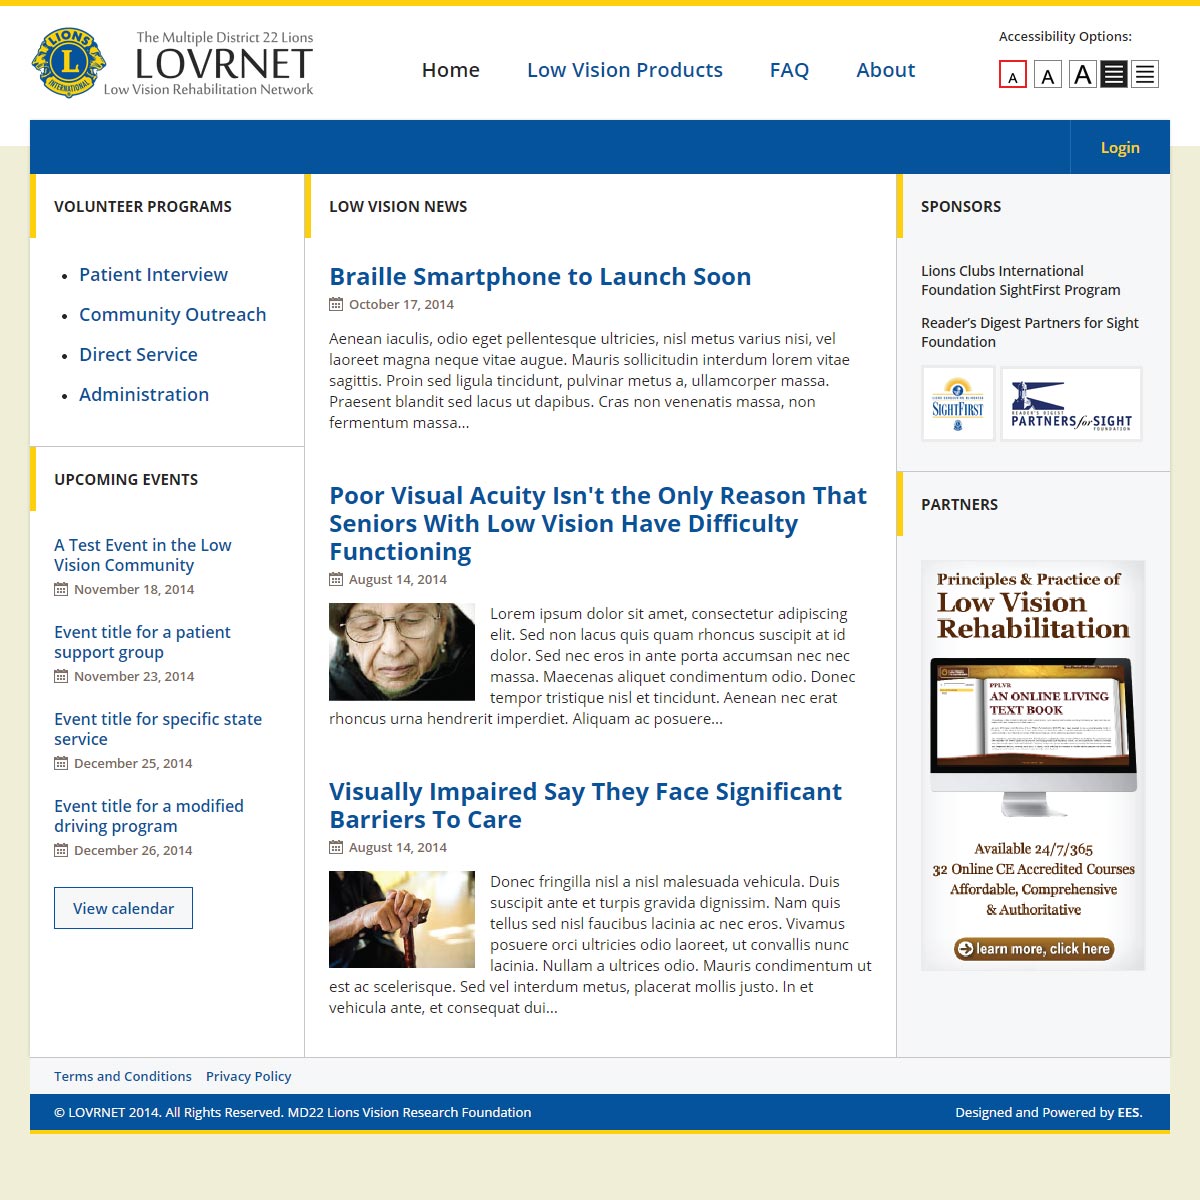 LIONS
L
INTERNATIONAL
The Multiple District 22 Lions
LOVRNET
Low Vision Rehabilitation Network
Home
Low Vision Products
FAQ
About
Accessibility Options:
A
A
A
Login
VOLUNTEER PROGRAMS
Patient Interview
Community Outreach
Direct Service
Administration
UPCOMING EVENTS
A Test Event in the Low
Vision Community
November 18, 2014
Event title for a patient
support group
November 23, 2014
Event title for specific state
service
December 25, 2014
Event title for a modified
driving program
December 26, 2014
View calendar
LOW VISION NEWS
Braille Smartphone to Launch Soon
October 17, 2014
Aenean iaculis, odio eget pellentesque ultricies, nisl metus varius nisi, vel
laoreet magna neque vitae augue. Mauris sollicitudin interdum lorem vitae
sagittis. Proin sed ligula tincidunt, pulvinar metus a, ullamcorper massa.
Praesent blandit sed lacus ut dapibus. Cras non venenatis massa, non
fermentum massa...
Poor Visual Acuity Isn't the Only Reason That
Seniors With Low Vision Have Difficulty
Functioning
August 14, 2014
Lorem ipsum dolor sit amet, consectetur adipiscing
elit. Sed non lacus quis quam rhoncus suscipit at id
dolor. Sed nec eros in ante porta accumsan nec nec
massa. Maecenas aliquet condimentum odio. Donec
tempor tristique nisl et tincidunt. Aenean nec erat
rhoncus urna hendrerit imperdiet. Aliquam ac posuere...
Visually Impaired Say They Face Significant
Barriers To Care
August 14, 2014
Donec fringilla nisl a nisl malesuada vehicula. Duis
suscipit ante et turpis gravida dignissim. Nam quis
tellus sed nisl faucibus lacinia ac nec eros. Vivamus
posuere orci ultricies odio laoreet, ut convallis nunc
lacinia. Nullam a ultrices odio. Mauris condimentum ut
est ac scelerisque. Sed vel interdum metus, placerat mollis justo. In et
vehicula ante, et consequat dui...
SPONSORS
Lions Clubs International
Foundation SightFirst Program
Reader’s Digest Partners for Sight
Foundation
SIGHTFIRST
READER'S DIGEST
PARTNERS for SIGHT
FOUNDATION
PARTNERS
Principles & Practice of
Low Vision
Rehabilitation
PPLVR
AN ONLINE LIVING
TEXT BOOK
Available 24/7/365
32 Online CE Accredited Courses
Affordable, Comprehensive
& Authoritative
learn more, click here
Terms and Conditions
Privacy Policy
© LOVRNET 2014. All Rights Reserved. MD22 Lions Vision Research Foundation
Designed and Powered by EES.